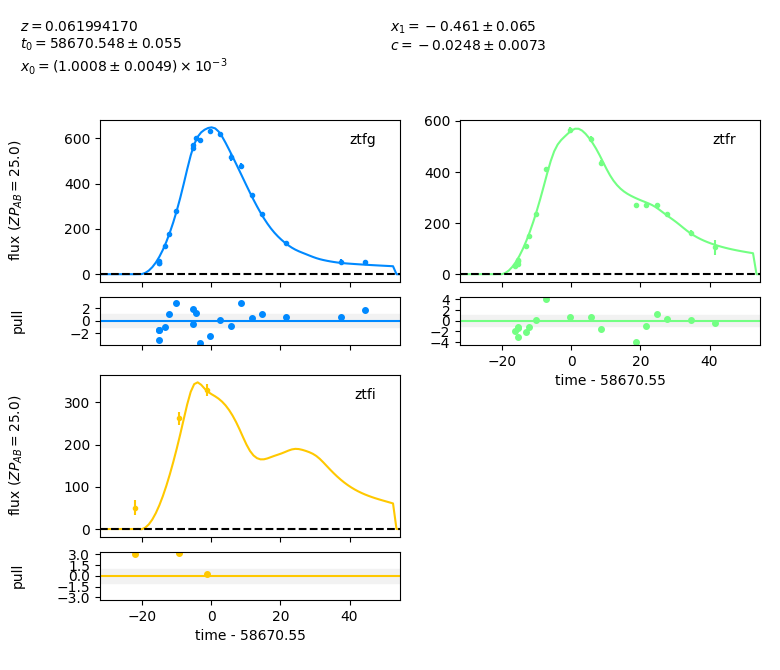 z = 0.061994170
t₀ = 58670.548 ± 0.055
x₀ = (1.0008 ± 0.0049) × 10⁻³
x₁ = −0.461 ± 0.065
c = −0.0248 ± 0.0073
flux (ZP_AB = 25.0)
600
400
200
0
ztfg
600
400
200
0
ztfr
pull
2
0
−2
4
2
0
−2
−4
−20 0 20 40
time - 58670.55
flux (ZP_AB = 25.0)
300
200
100
0
ztfi
pull
3.0
1.5
0.0
−1.5
−3.0
−20 0 20 40
time - 58670.55